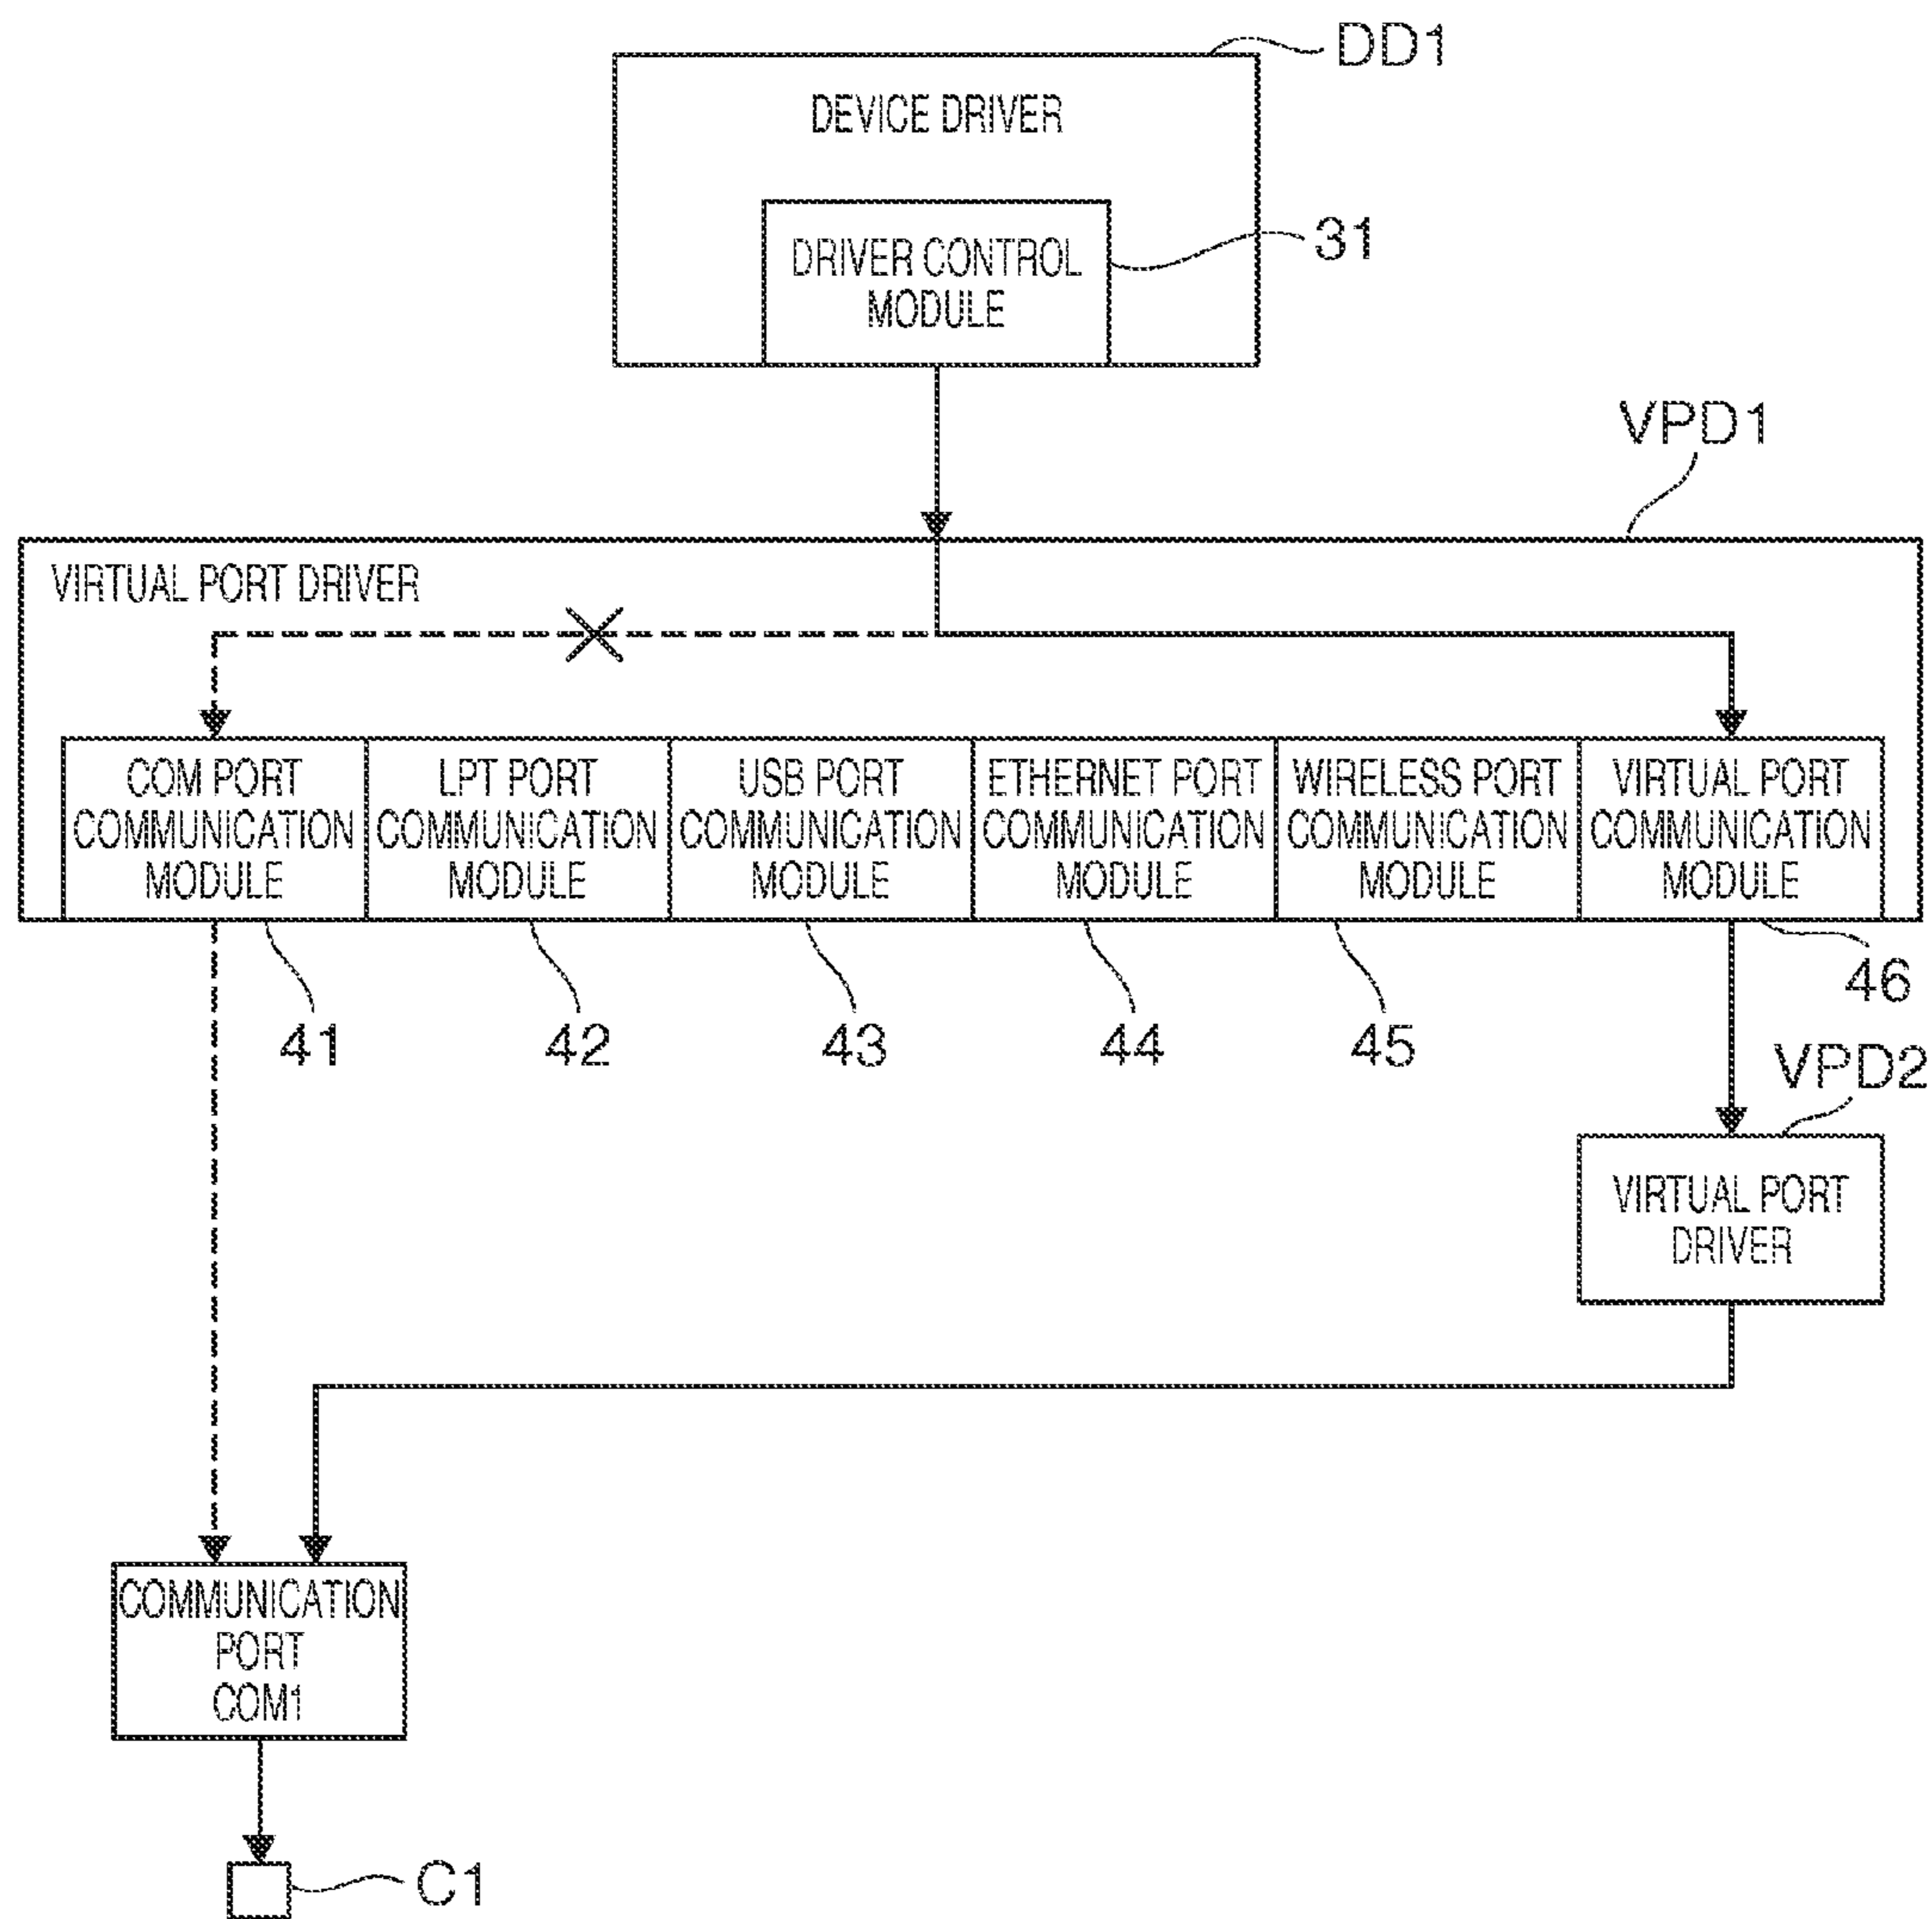 DD1
DEVICE DRIVER
DRIVER CONTROL
MODULE
31
VPD1
VIRTUAL PORT DRIVER
COM PORT
COMMUNICATION
MODULE
LPT PORT
COMMUNICATION
MODULE
USB PORT
COMMUNICATION
MODULE
ETHERNET PORT
COMMUNICATION
MODULE
WIRELESS PORT
COMMUNICATION
MODULE
VIRTUAL PORT
COMMUNICATION
MODULE
41
42
43
44
45
46
VPD2
VIRTUAL PORT
DRIVER
COMMUNICATION
PORT
COM1
C1